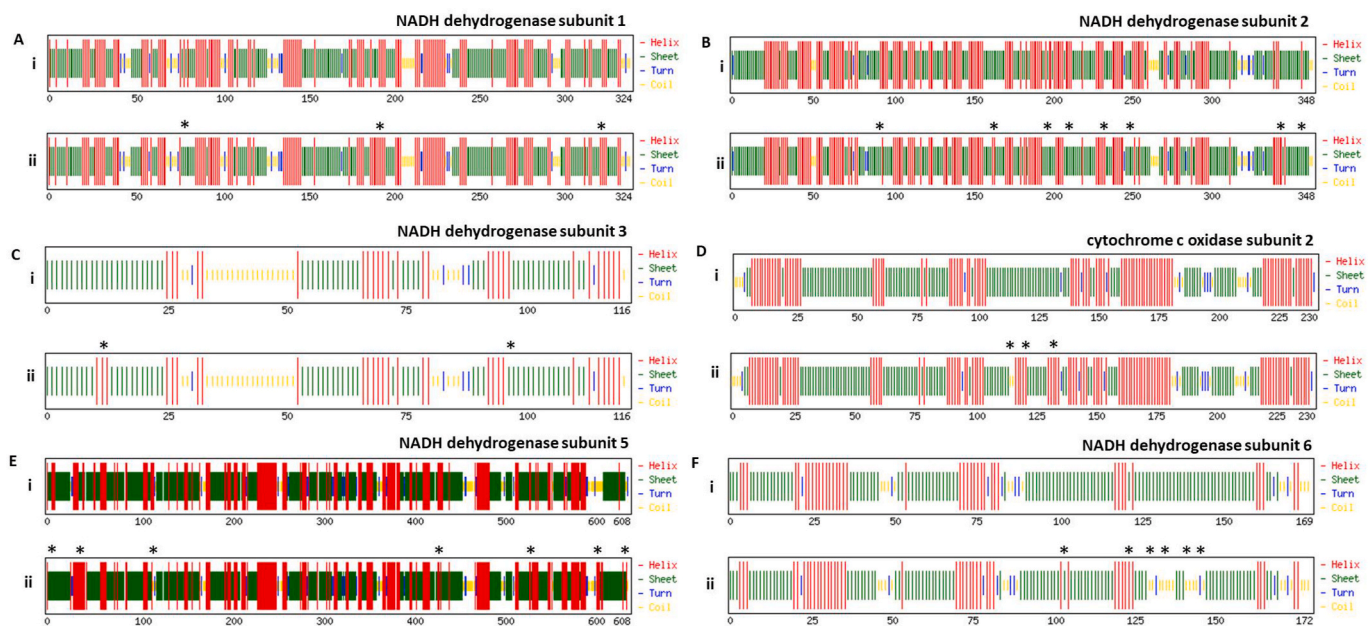 NADH dehydrogenase subunit 1
A
i
– Helix
– Sheet
– Turn
– Coil
0 50 100 150 200 250 300 324
* * *
ii
– Helix
– Sheet
– Turn
– Coil
0 50 100 150 200 250 300 324
NADH dehydrogenase subunit 2
B
i
– Helix
– Sheet
– Turn
– Coil
0 50 100 150 200 250 300 348
* * * * * * * *
ii
– Helix
– Sheet
– Turn
– Coil
0 50 100 150 200 250 300 348
NADH dehydrogenase subunit 3
C
i
– Helix
– Sheet
– Turn
– Coil
0 25 50 75 100 116
* *
ii
– Helix
– Sheet
– Turn
– Coil
0 25 50 75 100 116
cytochrome c oxidase subunit 2
D
i
– Helix
– Sheet
– Turn
– Coil
0 25 50 75 100 125 150 175 200 225 230
* * *
ii
– Helix
– Sheet
– Turn
– Coil
0 25 50 75 100 125 150 175 200 225 230
NADH dehydrogenase subunit 5
E
i
– Helix
– Sheet
– Turn
– Coil
0 100 200 300 400 500 600 608
* * * * * * *
ii
– Helix
– Sheet
– Turn
– Coil
0 100 200 300 400 500 600 608
NADH dehydrogenase subunit 6
F
i
– Helix
– Sheet
– Turn
– Coil
0 25 50 75 100 125 150 169
* * * * * *
ii
– Helix
– Sheet
– Turn
– Coil
0 25 50 75 100 125 150 172